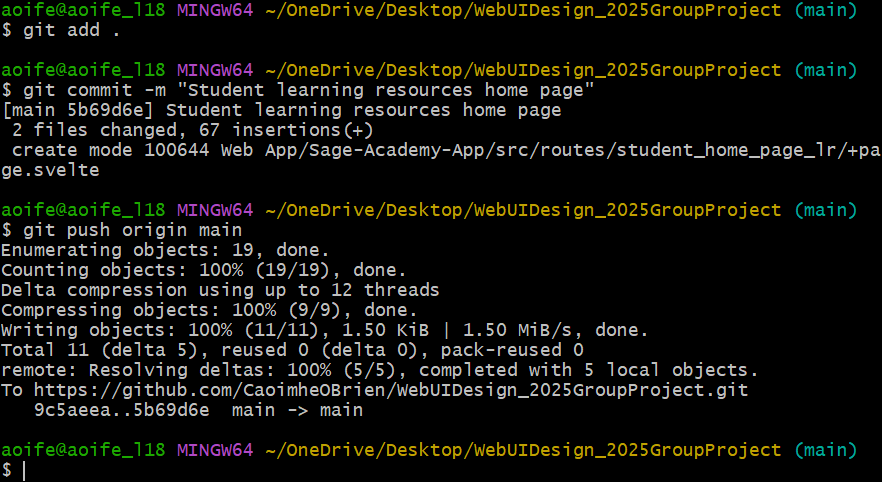 aoife@aoife_l18 MINGW64 ~/OneDrive/Desktop/WebUIDesign_2025GroupProject (main)
$ git add .
aoife@aoife_l18 MINGW64 ~/OneDrive/Desktop/WebUIDesign_2025GroupProject (main)
$ git commit -m "Student learning resources home page"
[main 5b69d6e] Student learning resources home page
 2 files changed, 67 insertions(+)
 create mode 100644 Web App/Sage-Academy-App/src/routes/student_home_page_lr/+pa
ge.svelte
aoife@aoife_l18 MINGW64 ~/OneDrive/Desktop/WebUIDesign_2025GroupProject (main)
$ git push origin main
Enumerating objects: 19, done.
Counting objects: 100% (19/19), done.
Delta compression using up to 12 threads
Compressing objects: 100% (9/9), done.
Writing objects: 100% (11/11), 1.50 KiB | 1.50 MiB/s, done.
Total 11 (delta 5), reused 0 (delta 0), pack-reused 0
remote: Resolving deltas: 100% (5/5), completed with 5 local objects.
To https://github.com/CaoimheOBrien/WebUIDesign_2025GroupProject.git
   9c5aeea..5b69d6e  main -> main
aoife@aoife_l18 MINGW64 ~/OneDrive/Desktop/WebUIDesign_2025GroupProject (main)
$